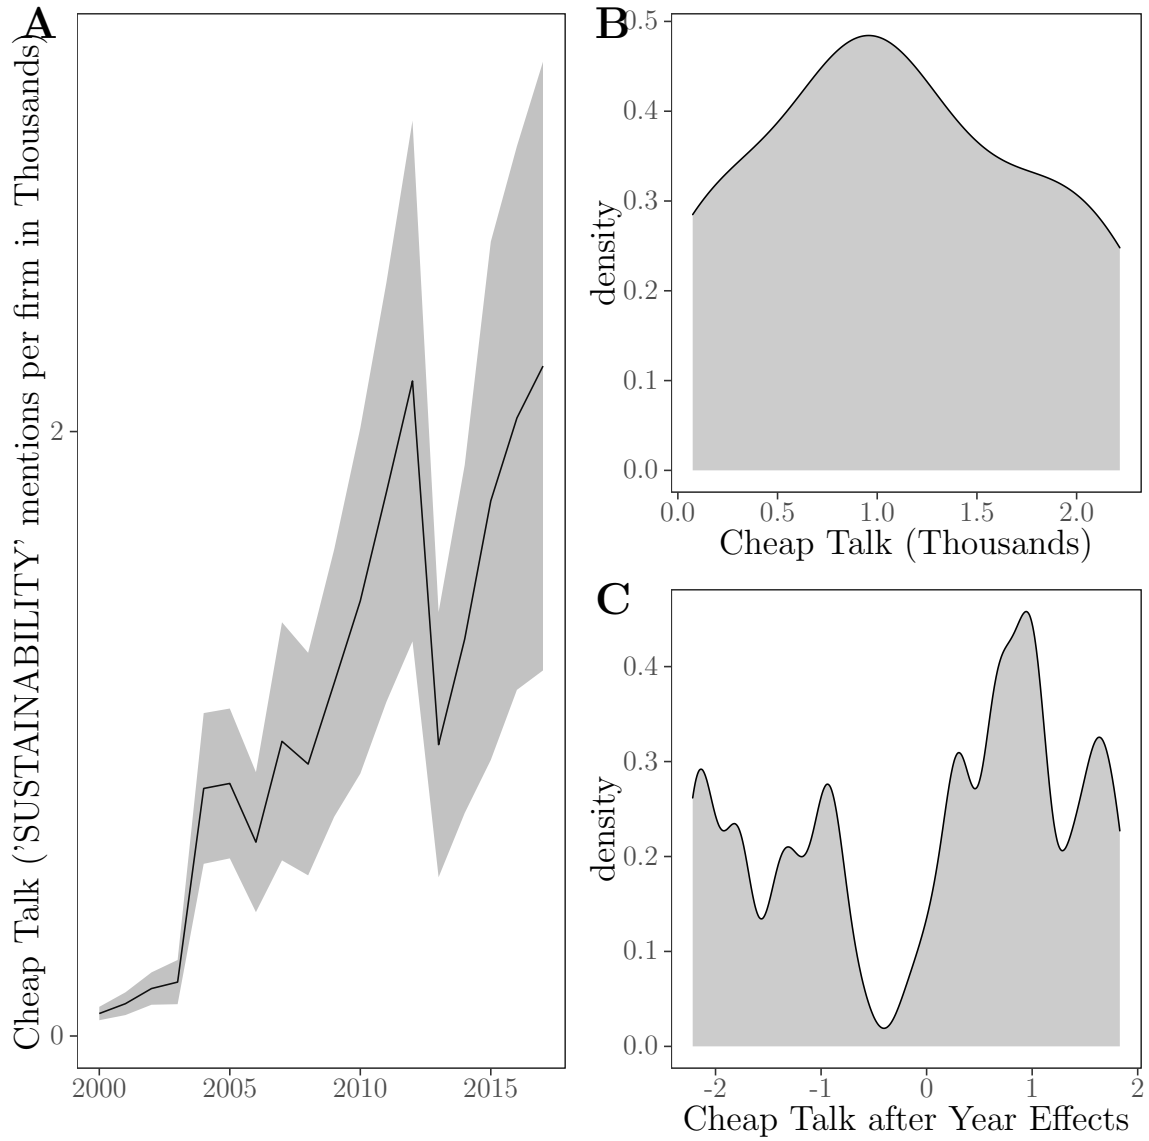 A
Cheap Talk ('SUSTAINABILITY' mentions per firm in Thousands)
2
0
2000 2005 2010 2015
B
density
0.5
0.4
0.3
0.2
0.1
0.0
0.0 0.5 1.0 1.5 2.0
Cheap Talk (Thousands)
C
density
0.4
0.3
0.2
0.1
0.0
-2 -1 0 1 2
Cheap Talk after Year Effects